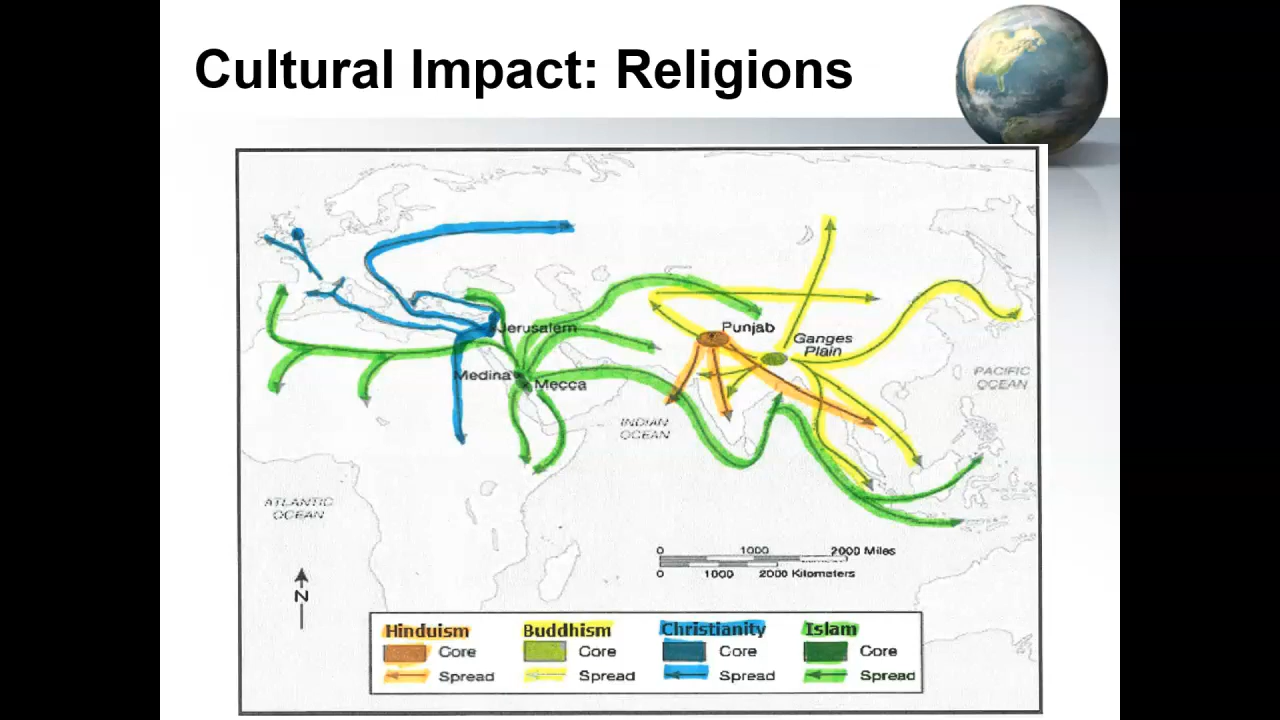 Cultural Impact: Religions
Jerusalem
Punjab
Ganges
Plain
Medina
Mecca
PACIFIC
OCEAN
INDIAN
OCEAN
ATLANTIC
OCEAN
N
0 1000 2000 Miles
0 1000 2000 Kilometers
Hinduism Buddhism Christianity Islam
Core Core Core Core
Spread Spread Spread Spread